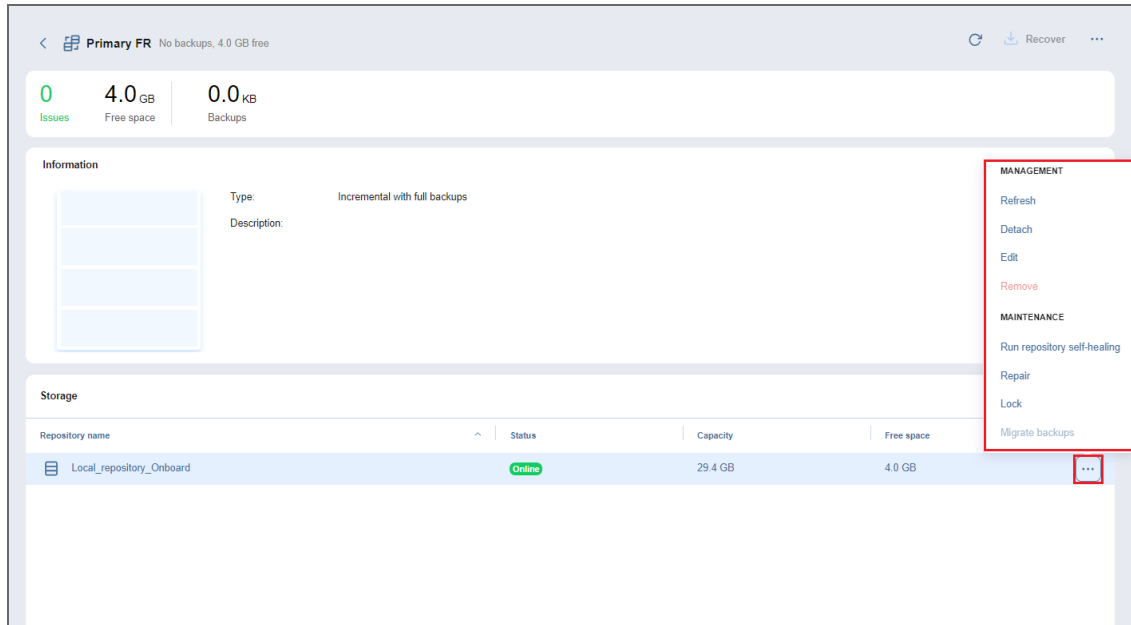 Primary FR No backups, 4.0 GB free
Recover
0 4.0 GB 0.0 KB
Issues Free space Backups
Information
Type: Incremental with full backups
Description:
MANAGEMENT
Refresh
Detach
Edit
Remove
MAINTENANCE
Run repository self-healing
Repair
Lock
Migrate backups
Storage
Repository name Status Capacity Free space
Local_repository_Onboard Online 29.4 GB 4.0 GB